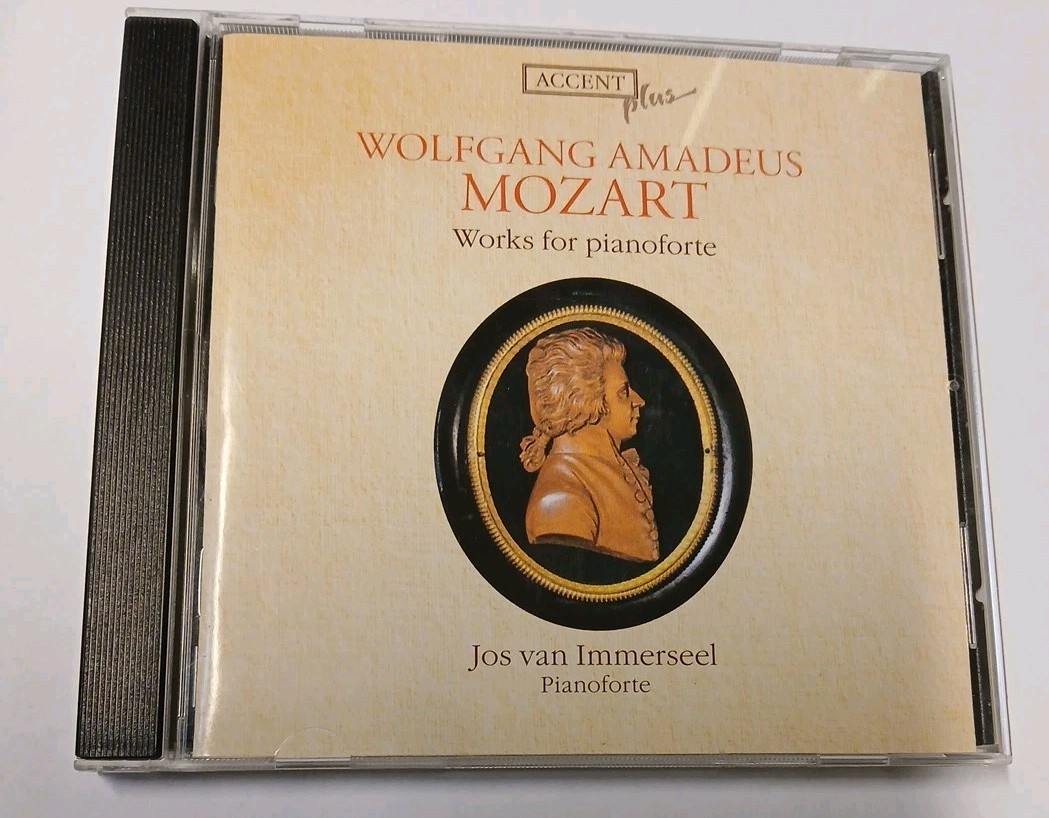 ACCENT
plus
WOLFGANG AMADEUS
MOZART
Works for pianoforte
Jos van Immerseel
Pianoforte